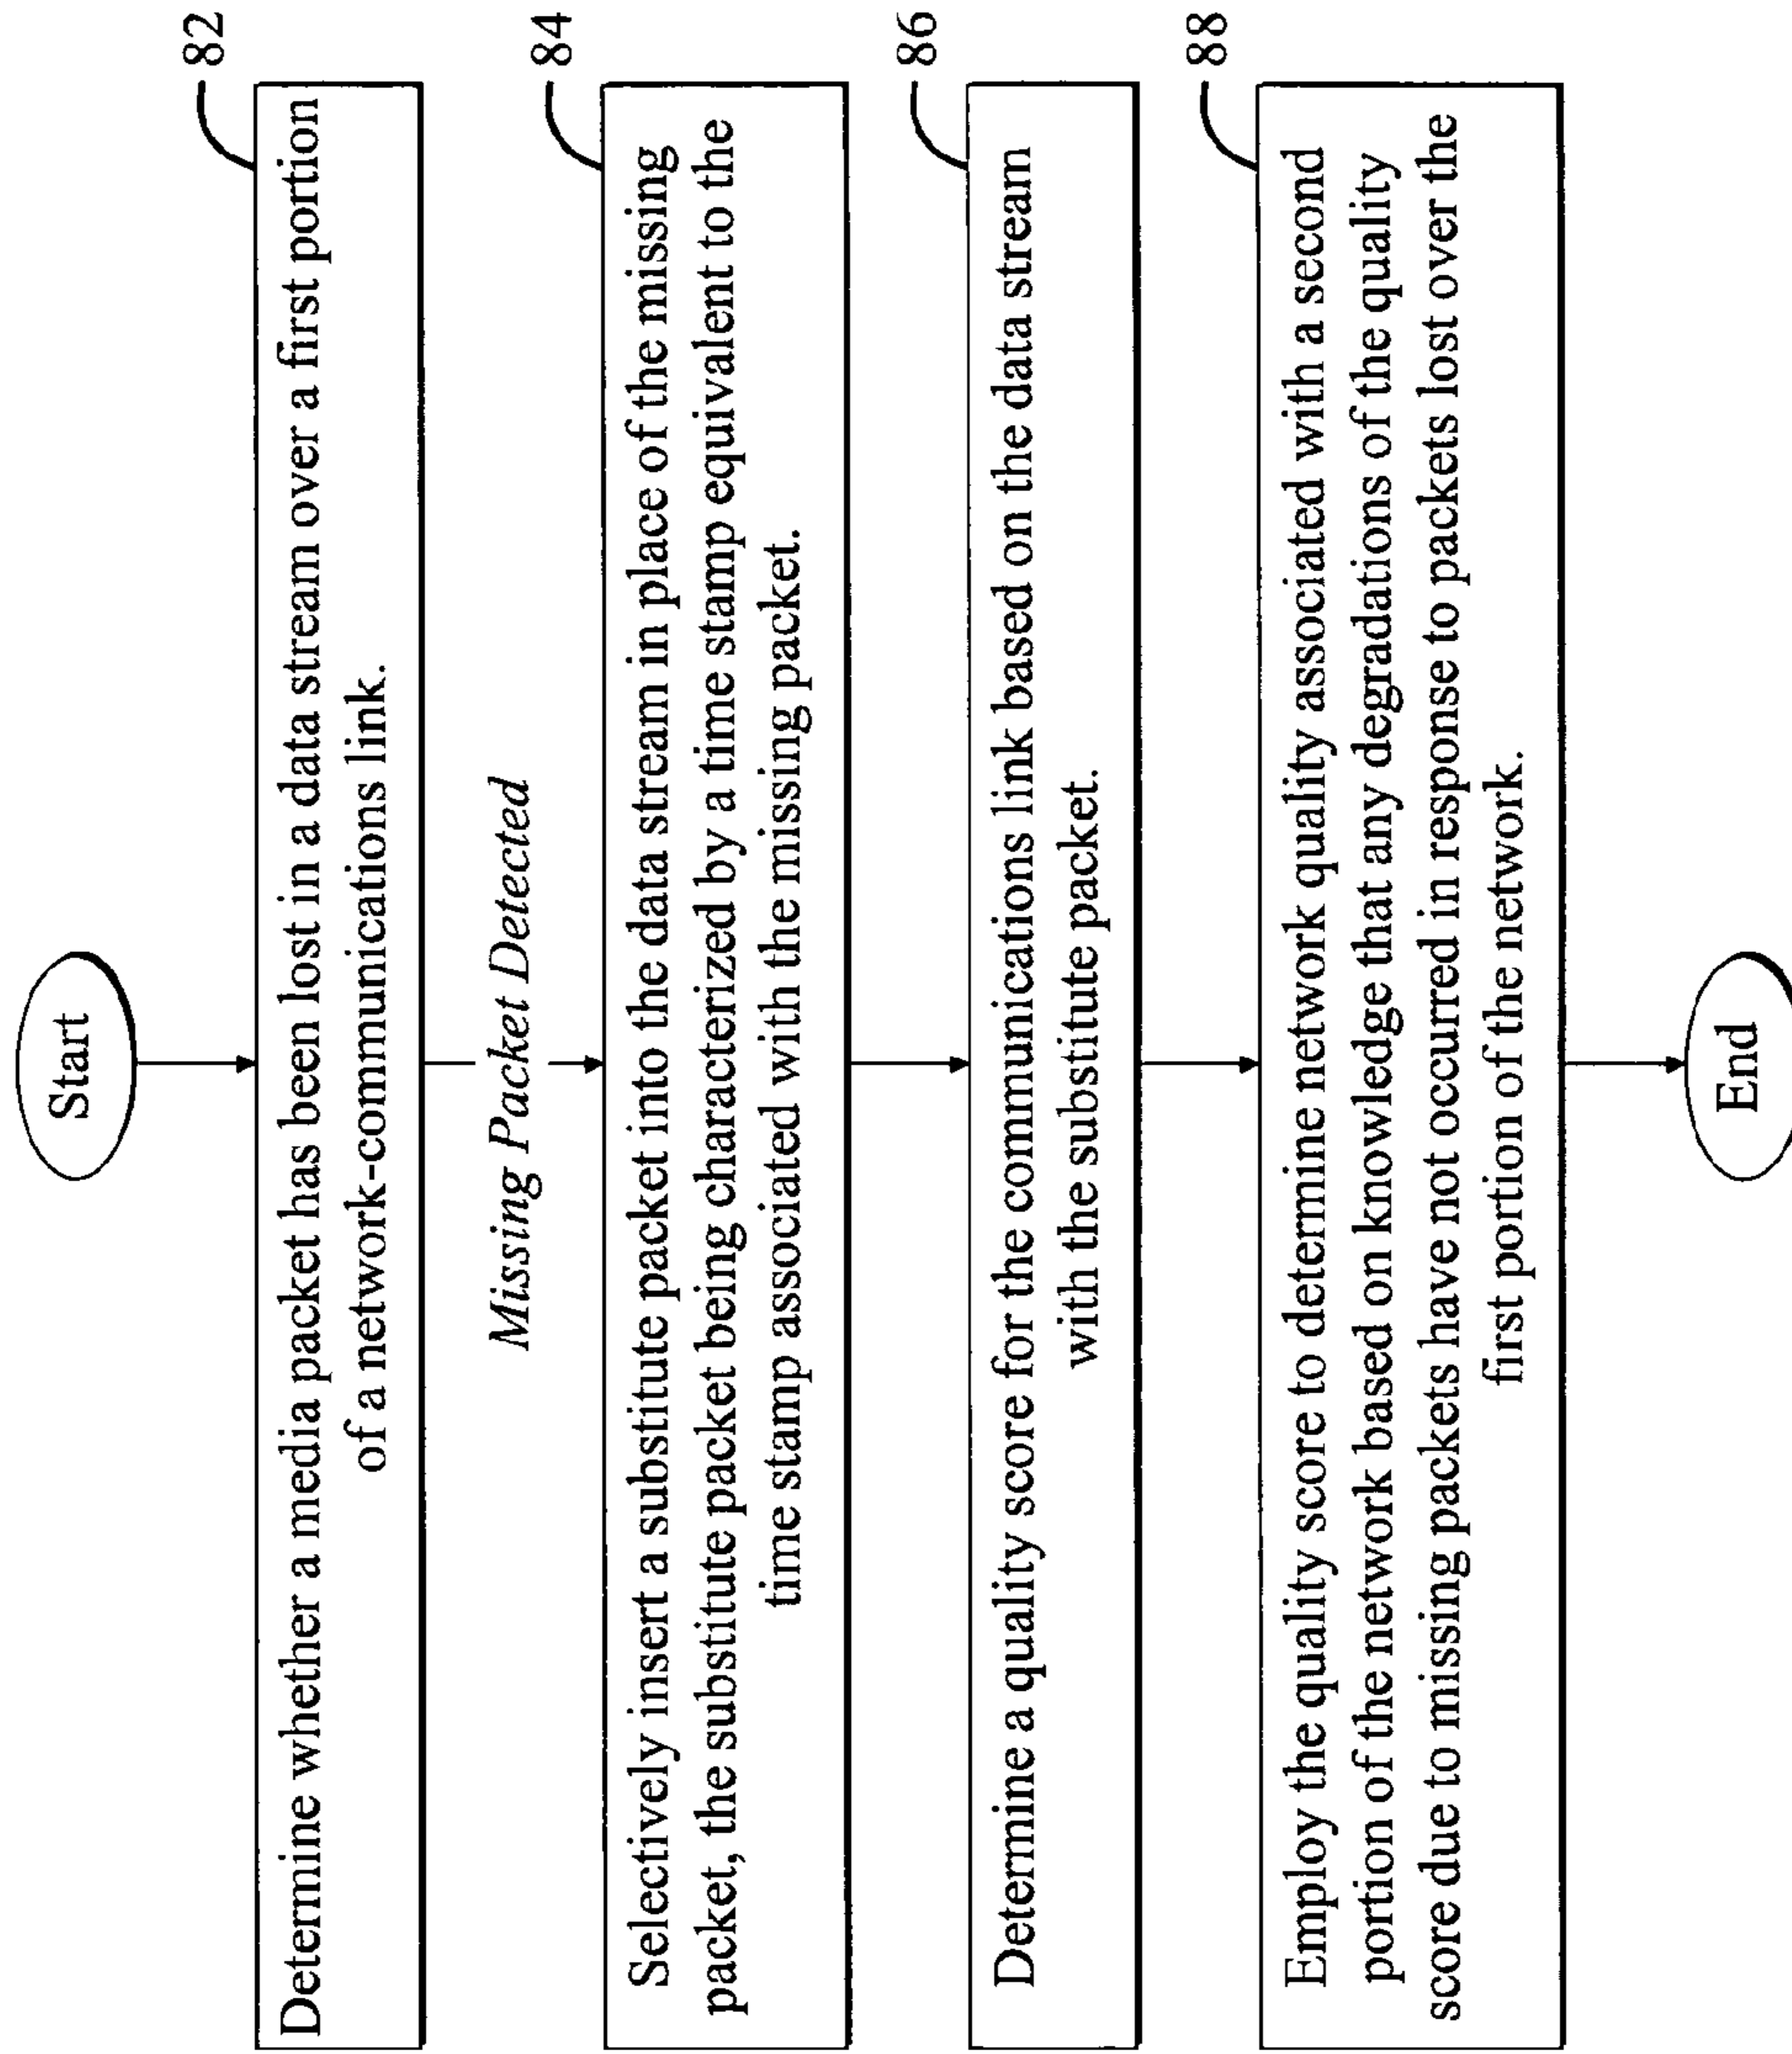 Start
82
Determine whether a media packet has been lost in a data stream over a first portion
of a network-communications link.
Missing Packet Detected
84
Selectively insert a substitute packet into the data stream in place of the missing
packet, the substitute packet being characterized by a time stamp equivalent to the
time stamp associated with the missing packet.
86
Determine a quality score for the communications link based on the data stream
with the substitute packet.
88
Employ the quality score to determine network quality associated with a second
portion of the network based on knowledge that any degradations of the quality
score due to missing packets have not occurred in response to packets lost over the
first portion of the network.
End